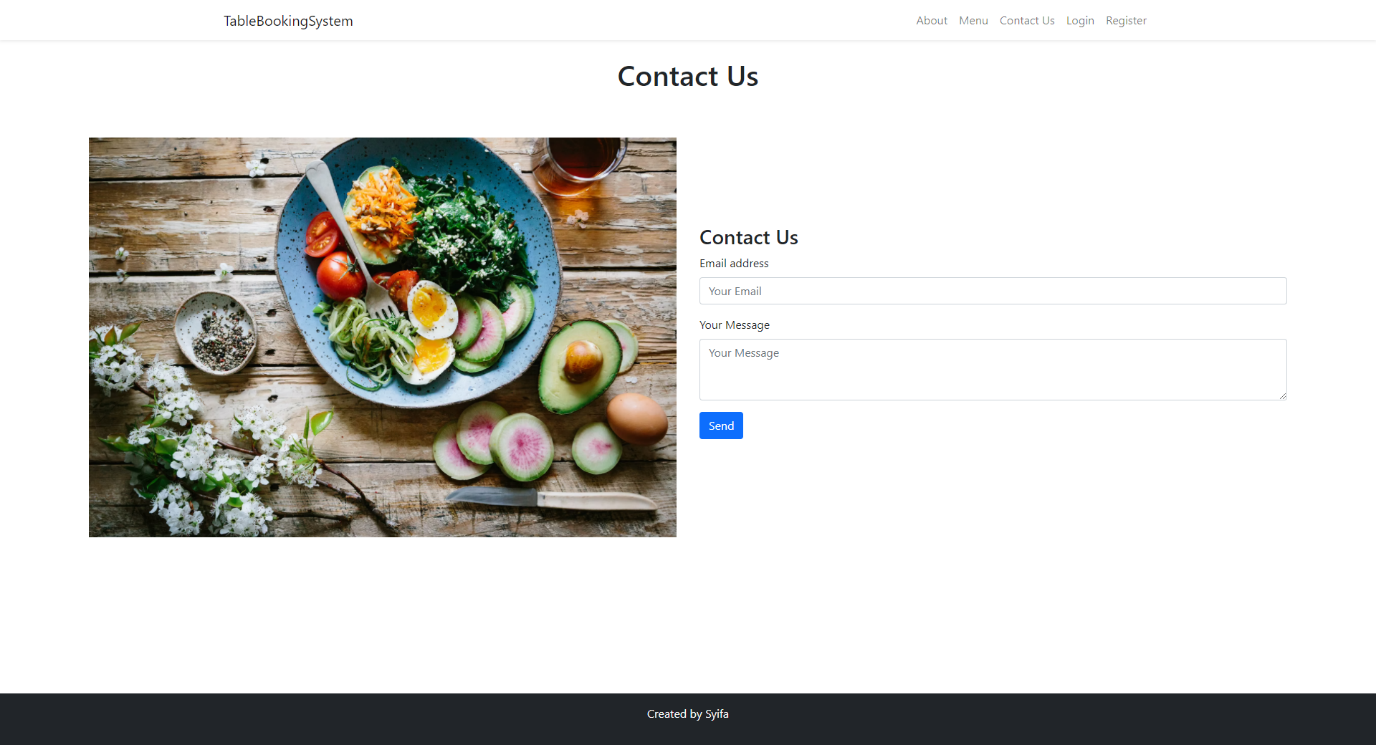 TableBookingSystem
About Menu Contact Us Login Register
Contact Us
Contact Us
Email address
Your Email
Your Message
Your Message
Send
Created by Syifa